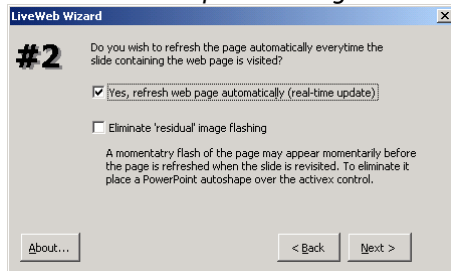 LiveWeb Wizard
#2
Do you wish to refresh the page automatically everytime the
slide containing the web page is visited?
Yes, refresh web page automatically (real-time update)
Eliminate 'residual' image flashing
A momentatry flash of the page may appear momentarily before
the page is refreshed when the slide is revisited. To eliminate it
place a PowerPoint autoshape over the activex control.
About...
< Back
Next >